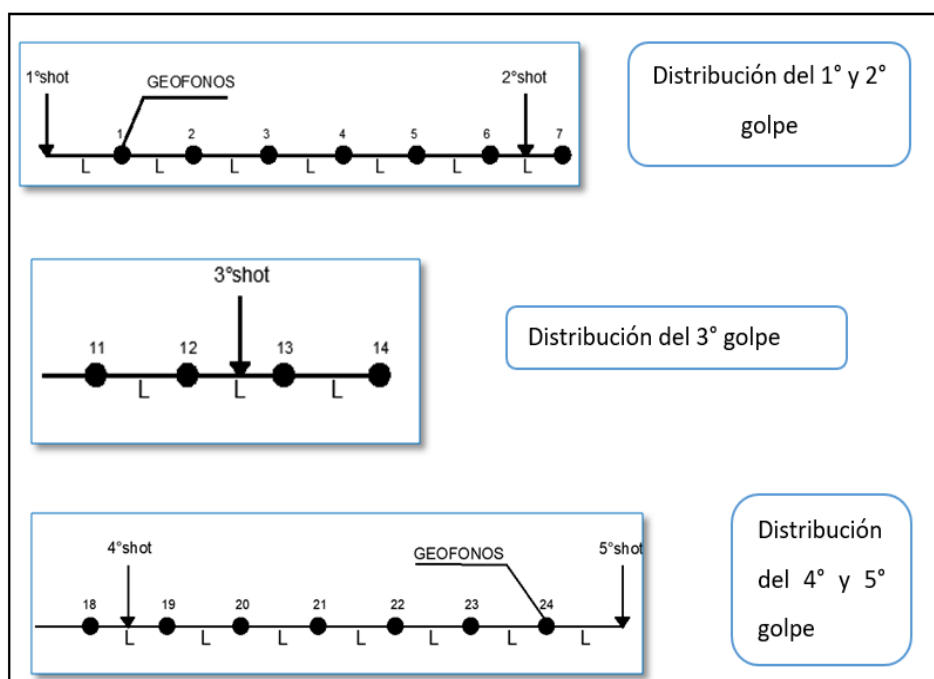 1°shot
GEOFONOS
2°shot
1 2 3 4 5 6 7
L L L L L L L
Distribución del 1° y 2°
golpe
3°shot
11 12 13 14
L L L
Distribución del 3° golpe
4°shot
GEOFONOS
5°shot
18 19 20 21 22 23 24
L L L L L L L
Distribución
del 4° y 5°
golpe